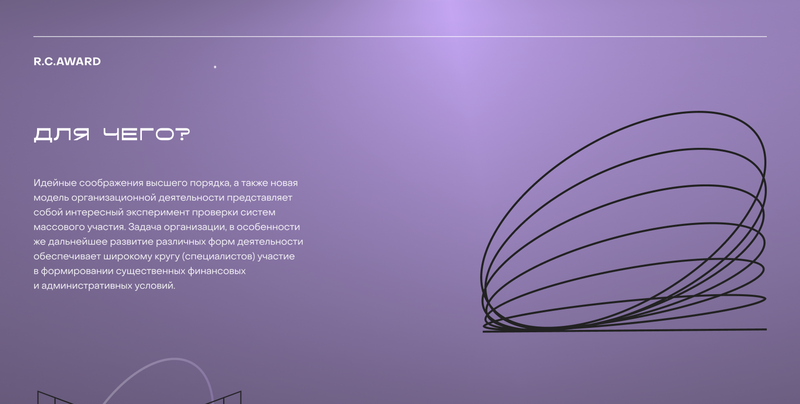 R.C.AWARD
ДЛЯ ЧЕГО?
Идейные соображения высшего порядка, а также новая
модель организационной деятельности представляет
собой интересный эксперимент проверки систем
массового участия. Задача организации, в особенности
же дальнейшее развитие различных форм деятельности
обеспечивает широкому кругу (специалистов) участие
в формировании существенных финансовых
и административных условий.